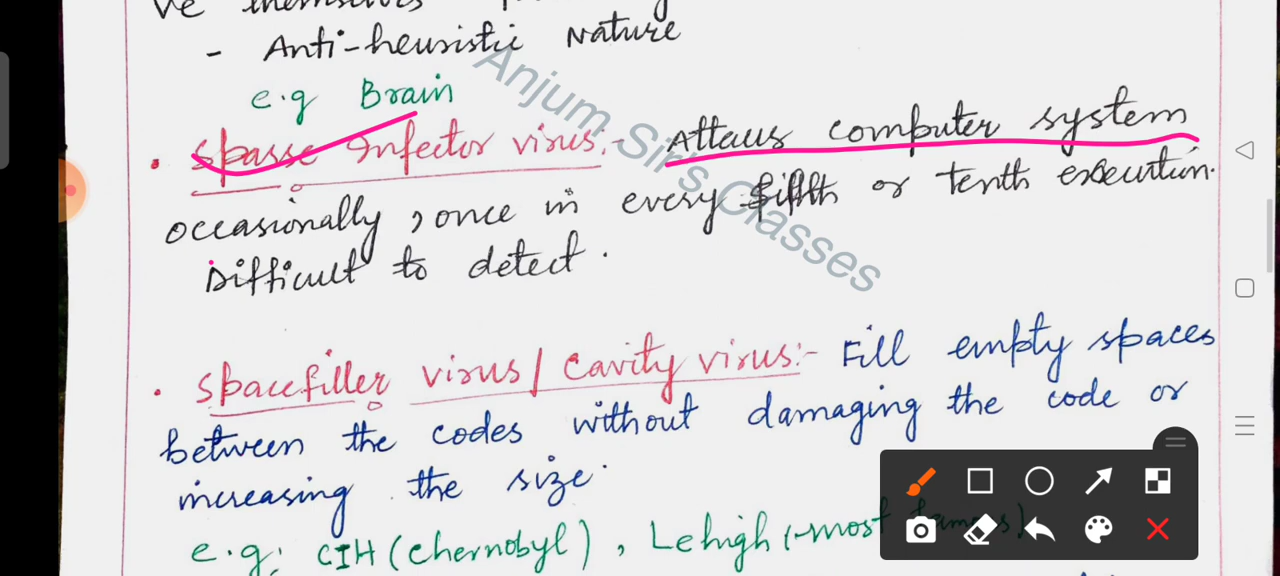 ve themselves
- Anti-heuristic Nature
e.g Brain
• Sparse Infector virus:- Attacks computer system
occasionally, once in every fifth or tenth execution.
Difficult to detect.
• Spacefiller virus / Cavity virus:- Fill empty spaces
between the codes without damaging the code or
increasing the size.
e.g; CIH (Chernobyl), Lehigh (most
Anjum Sir's Classes